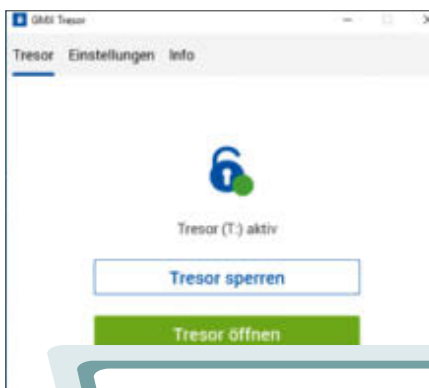 GMX Tresor
Tresor Einstellungen Info
Tresor (T:) aktiv
Tresor sperren
Tresor öffnen